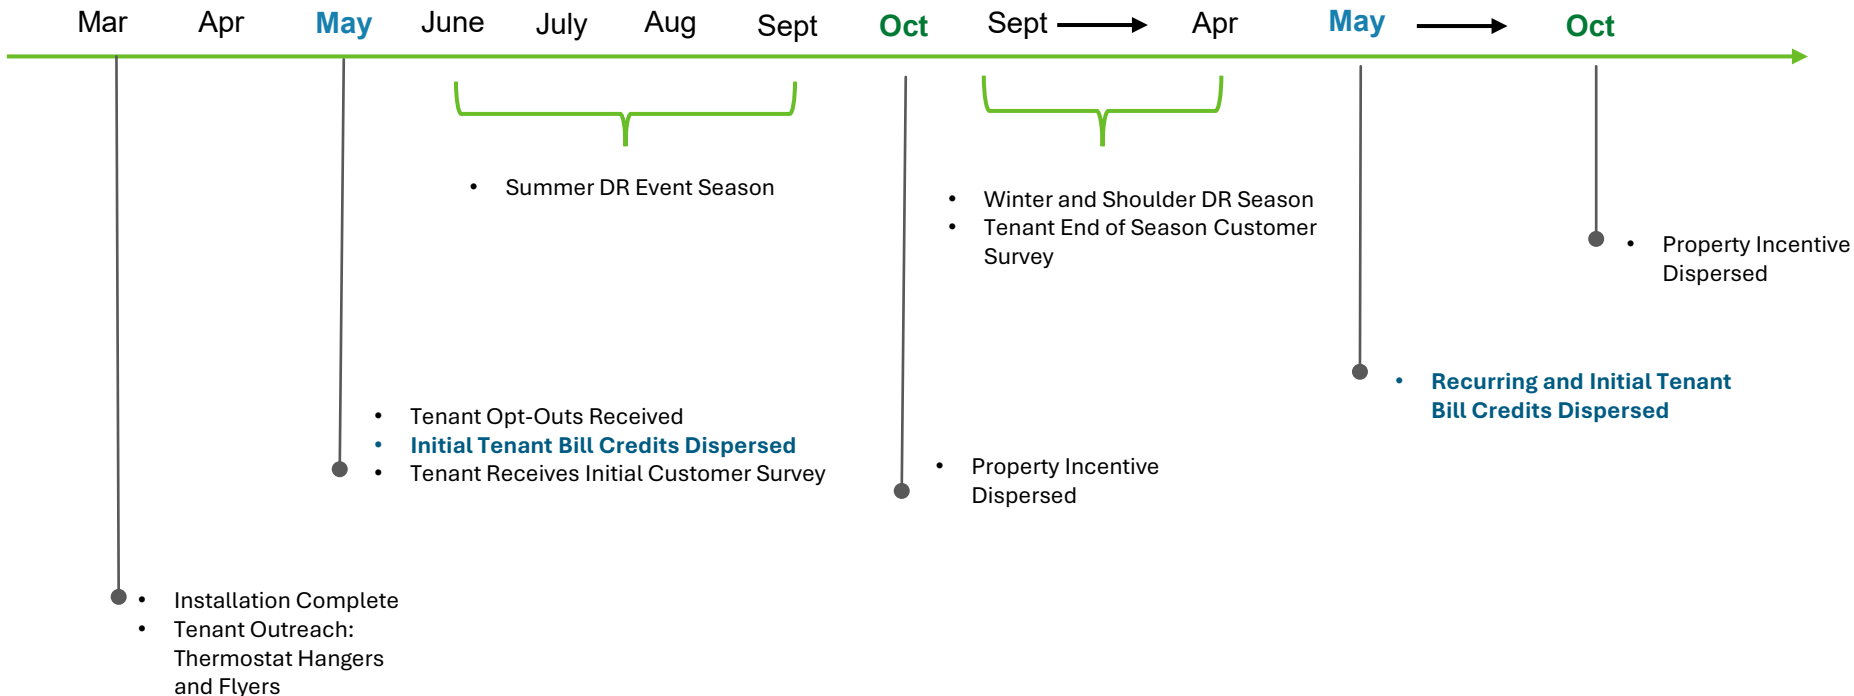 Mar Apr May June July Aug Sept Oct Sept Apr May Oct
• Summer DR Event Season
• Winter and Shoulder DR Season
• Tenant End of Season Customer
Survey
• Property Incentive
Dispersed
• Recurring and Initial Tenant
Bill Credits Dispersed
• Tenant Opt-Outs Received
• Initial Tenant Bill Credits Dispersed
• Tenant Receives Initial Customer Survey
• Property Incentive
Dispersed
• Installation Complete
• Tenant Outreach:
Thermostat Hangers
and Flyers